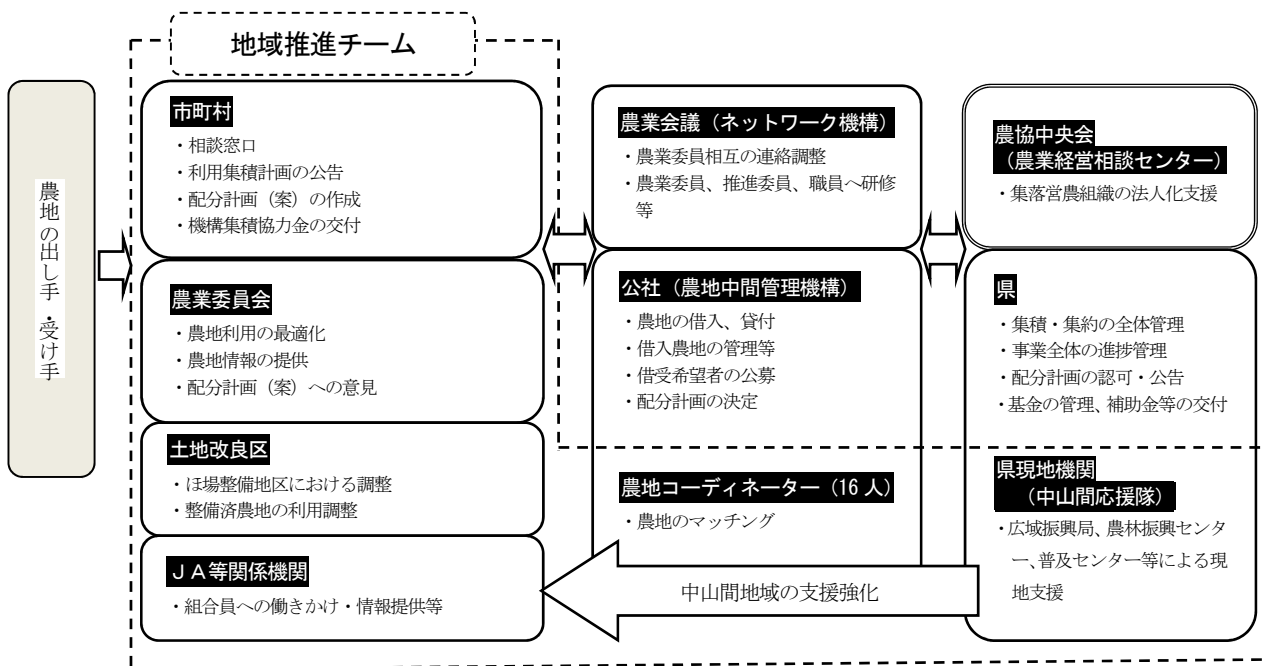 地域推進チーム
農地の出し手・受け手
市町村
・相談窓口
・利用集積計画の公告
・配分計画（案）の作成
・機構集積協力金の交付
農業委員会
・農地利用の最適化
・農地情報の提供
・配分計画（案）への意見
土地改良区
・ほ場整備地区における調整
・整備済農地の利用調整
ＪＡ等関係機関
・組合員への働きかけ・情報提供等
農業会議（ネットワーク機構）
・農業委員相互の連絡調整
・農業委員、推進委員、職員へ研修
等
公社（農地中間管理機構）
・農地の借入、貸付
・借入農地の管理等
・借受希望者の公募
・配分計画の決定
農地コーディネーター（16 人）
・農地のマッチング
農協中央会
（農業経営相談センター）
・集落営農組織の法人化支援
県
・集積・集約の全体管理
・事業全体の進捗管理
・配分計画の認可・公告
・基金の管理、補助金等の交付
県現地機関
（中山間応援隊）
・広域振興局、農林振興センタ
ー、普及センター等による現
地支援
中山間地域の支援強化